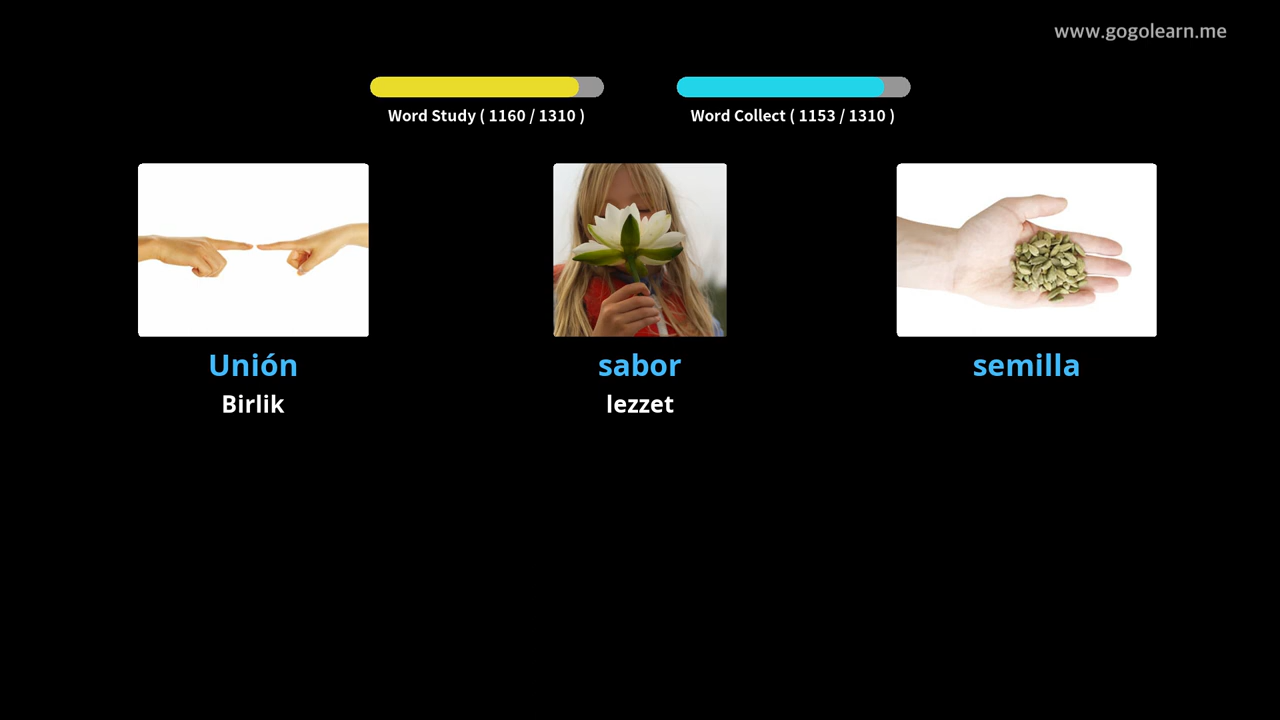 www.gogolearn.me
Word Study ( 1160 / 1310 )
Word Collect ( 1153 / 1310 )
Unión
Birlik
sabor
lezzet
semilla